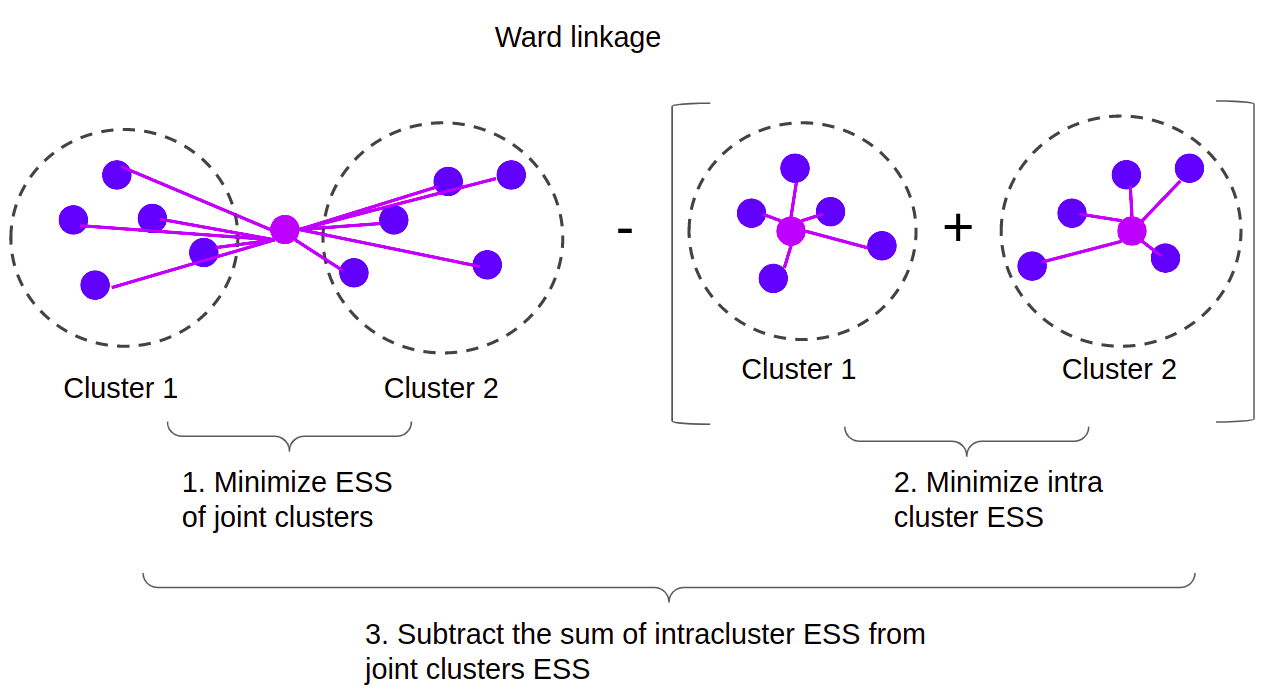 Ward linkage
-
+
Cluster 1
Cluster 2
Cluster 1
Cluster 2
1. Minimize ESS
of joint clusters
2. Minimize intra
cluster ESS
3. Subtract the sum of intracluster ESS from
joint clusters ESS